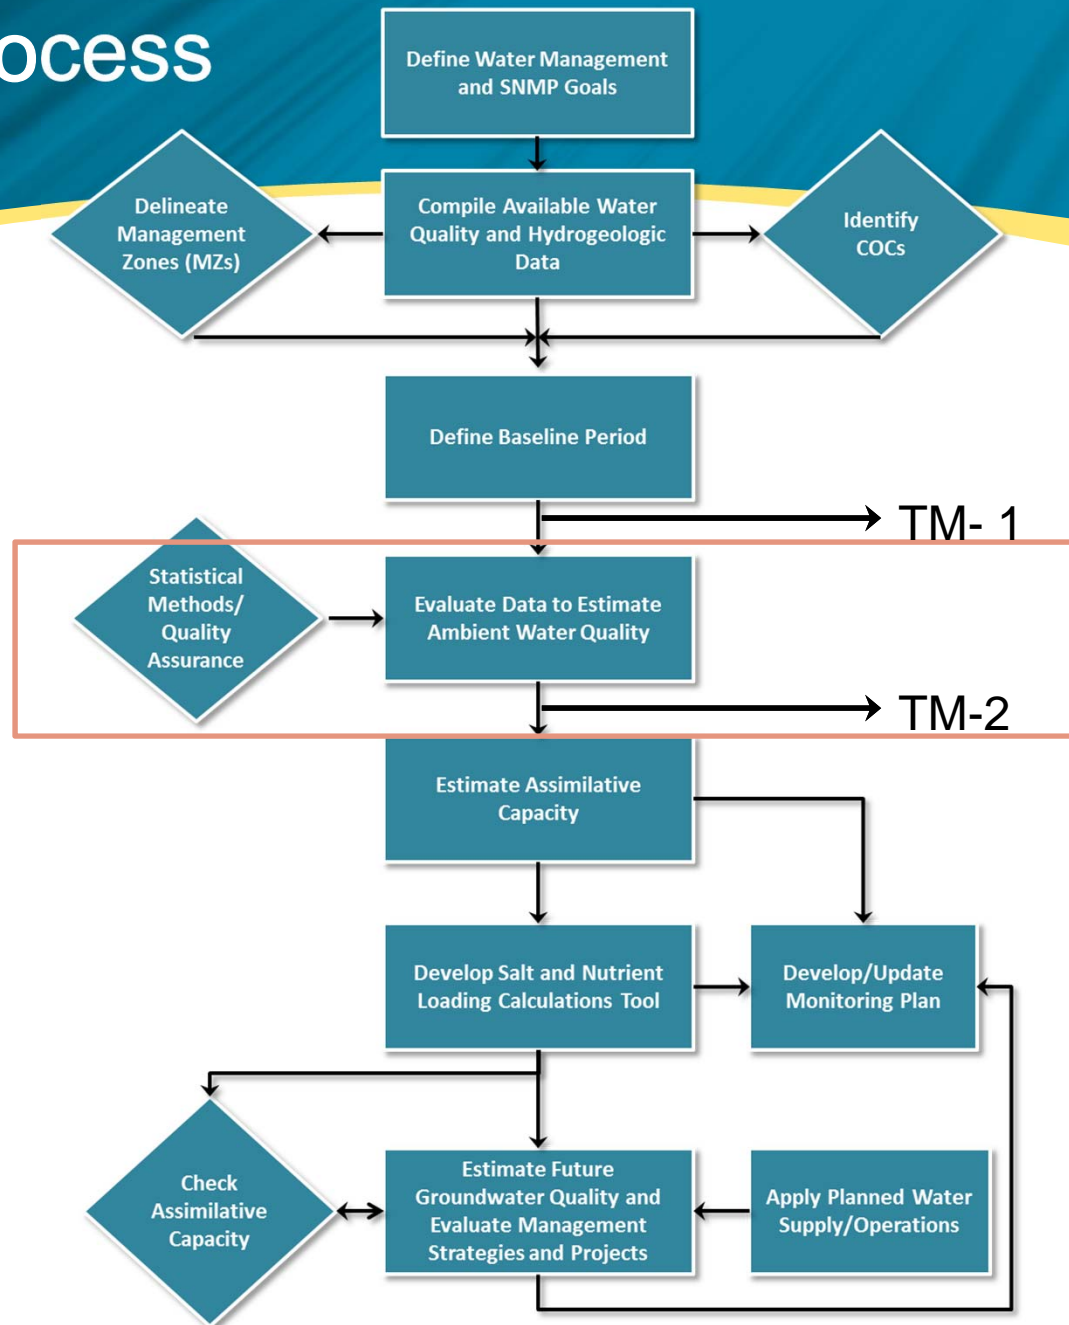 ocess
Define Water Management
and SNMP Goals
Delineate
Management
Zones (MZs)
Compile Available Water
Quality and Hydrogeologic
Data
Identify
COCs
Define Baseline Period
TM- 1
Statistical
Methods/
Quality
Assurance
Evaluate Data to Estimate
Ambient Water Quality
TM-2
Estimate Assimilative
Capacity
Develop Salt and Nutrient
Loading Calculations Tool
Develop/Update
Monitoring Plan
Check
Assimilative
Capacity
Estimate Future
Groundwater Quality and
Evaluate Management
Strategies and Projects
Apply Planned Water
Supply/Operations